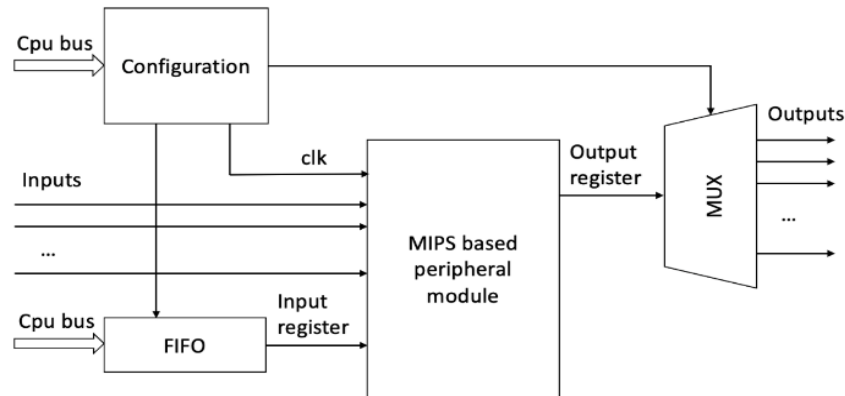 Cpu bus
Configuration
Outputs
clk
Output
register
Inputs
MUX
...
...
MIPS based
peripheral
module
Input
register
Cpu bus
FIFO